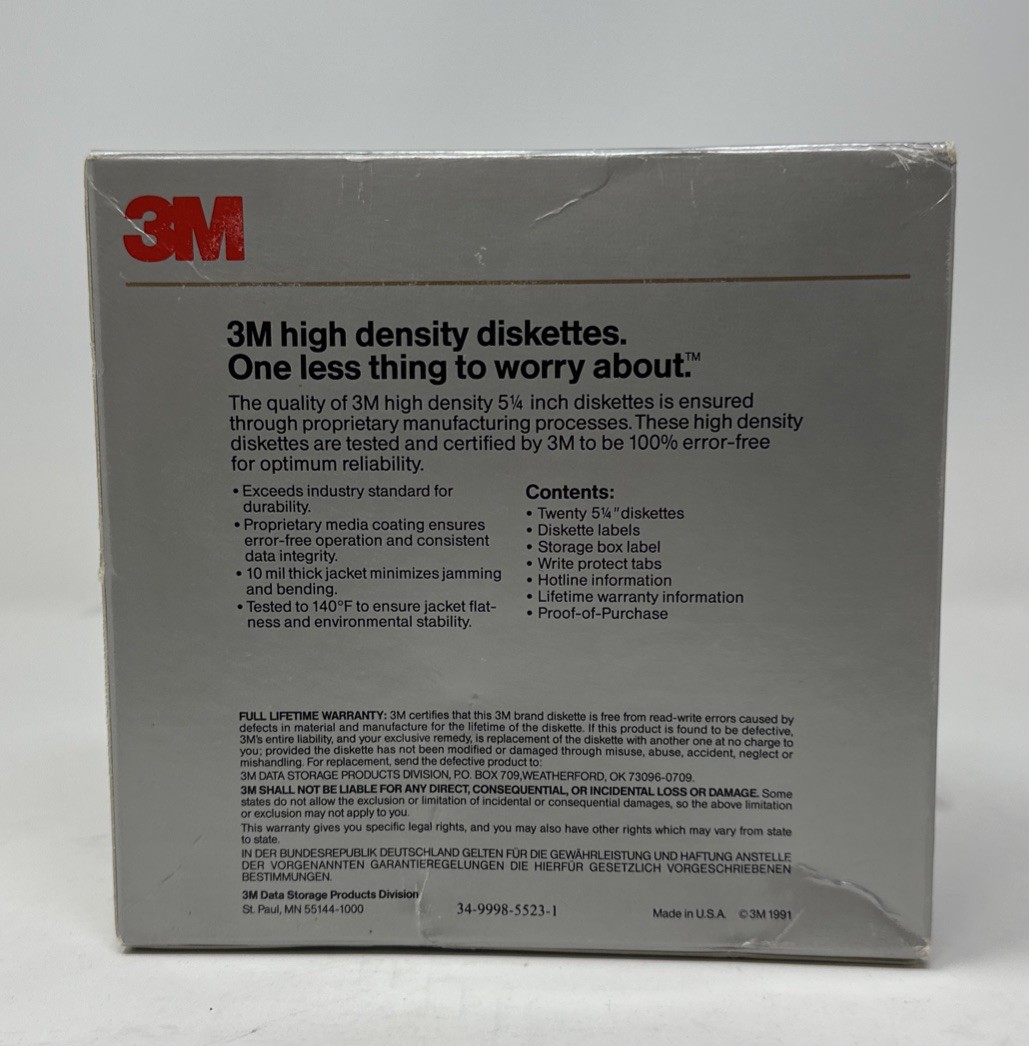 3M
3M high density diskettes.
One less thing to worry about.™
The quality of 3M high density 5¼ inch diskettes is ensured
through proprietary manufacturing processes. These high density
diskettes are tested and certified by 3M to be 100% error-free
for optimum reliability.
• Exceeds industry standard for
durability.
• Proprietary media coating ensures
error-free operation and consistent
data integrity.
• 10 mil thick jacket minimizes jamming
and bending.
• Tested to 140°F to ensure jacket flat-
ness and environmental stability.
Contents:
• Twenty 5¼" diskettes
• Diskette labels
• Storage box label
• Write protect tabs
• Hotline information
• Lifetime warranty information
• Proof-of-Purchase
FULL LIFETIME WARRANTY: 3M certifies that this 3M brand diskette is free from read-write errors caused by
defects in material and manufacture for the lifetime of the diskette. If this product is found to be defective,
3M's entire liability, and your exclusive remedy, is replacement of the diskette with another one at no charge to
you; provided the diskette has not been modified or damaged through misuse, abuse, accident, neglect or
mishandling. For replacement, send the defective product to:
3M DATA STORAGE PRODUCTS DIVISION, P.O. BOX 709, WEATHERFORD, OK 73096-0709.
3M SHALL NOT BE LIABLE FOR ANY DIRECT, CONSEQUENTIAL, OR INCIDENTAL LOSS OR DAMAGE. Some
states do not allow the exclusion or limitation of incidental or consequential damages, so the above limitation
or exclusion may not apply to you.
This warranty gives you specific legal rights, and you may also have other rights which may vary from state
to state.
IN DER BUNDESREPUBLIK DEUTSCHLAND GELTEN FÜR DIE GEWÄHRLEISTUNG UND HAFTUNG ANSTELLE
DER VORGENANNTEN GARANTIEREGELUNGEN DIE HIERFÜR GESETZLICH VORGESCHRIEBENEN
BESTIMMUNGEN.
3M Data Storage Products Division
St. Paul, MN 55144-1000
34-9998-5523-1
Made in U.S.A. © 3M 1991